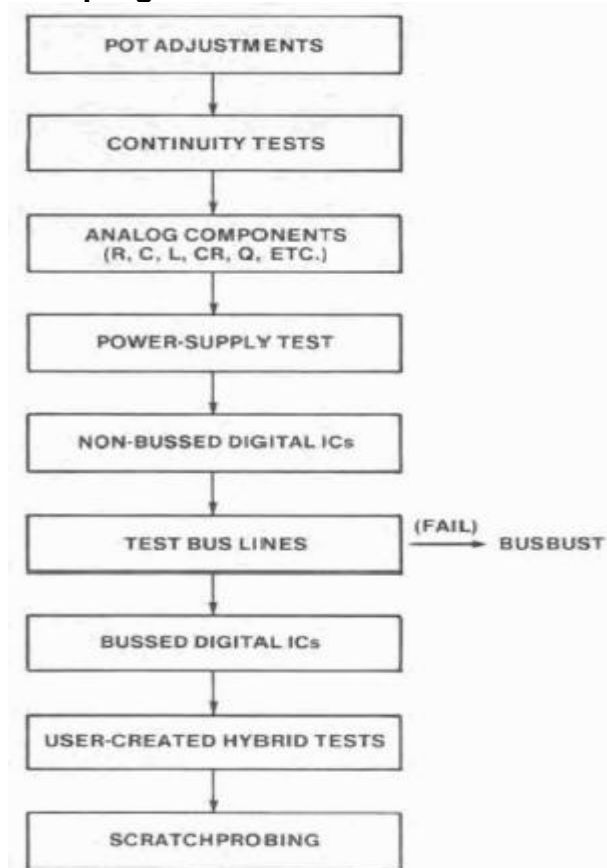 POT ADJUSTMENTS
CONTINUITY TESTS
ANALOG COMPONENTS
(R, C, L, CR, Q, ETC.)
POWER-SUPPLY TEST
NON-BUSSED DIGITAL ICs
TEST BUS LINES
(FAIL)
BUSBUST
BUSSED DIGITAL ICs
USER-CREATED HYBRID TESTS
SCRATCHPROBING